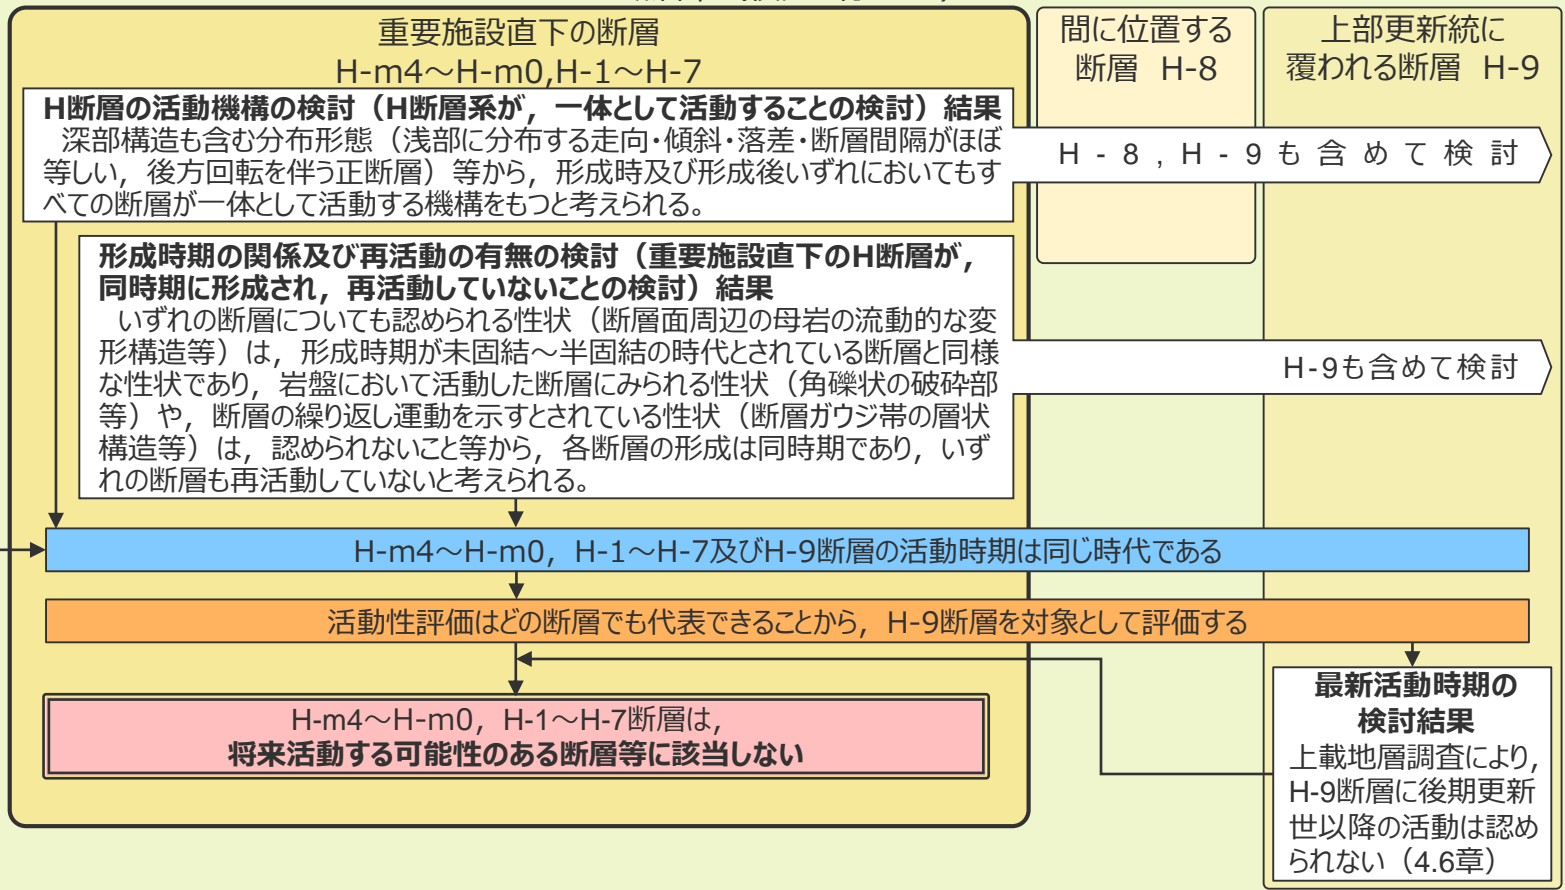 重要施設直下の断層
H-m4～H-m0,H-1～H-7
間に位置する
断層 H-8
上部更新統に
覆われる断層 H-9
H断層の活動機構の検討（H断層系が，一体として活動することの検討）結果
深部構造も含む分布形態（浅部に分布する走向・傾斜・落差・断層間隔がほぼ
等しい，後方回転を伴う正断層）等から，形成時及び形成後いずれにおいてもす
べての断層が一体として活動する機構をもつと考えられる。
H-8,H-9も含めて検討
形成時期の関係及び再活動の有無の検討（重要施設直下のH断層が，
同時期に形成され，再活動していないことの検討）結果
いずれの断層についても認められる性状（断層面周辺の母岩の流動的な変
形構造等）は，形成時期が未固結～半固結の時代とされている断層と同様
な性状であり，岩盤において活動した断層にみられる性状（角礫状の破砕部
等）や，断層の繰り返し運動を示すとされている性状（断層ガウジ帯の層状
構造等）は，認められないこと等から，各断層の形成は同時期であり，いず
れの断層も再活動していないと考えられる。
H-9も含めて検討
H-m4～H-m0，H-1～H-7及びH-9断層の活動時期は同じ時代である
活動性評価はどの断層でも代表できることから，H-9断層を対象として評価する
H-m4～H-m0，H-1～H-7断層は，
将来活動する可能性のある断層等に該当しない
最新活動時期の
検討結果
上載地層調査により，
H-9断層に後期更新
世以降の活動は認め
られない（4.6章）